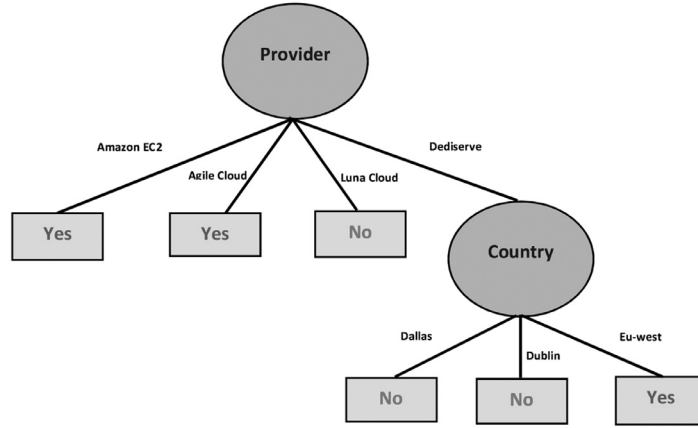 Provider
Amazon EC2
Agile Cloud
Luna Cloud
Dediserve
Yes
Yes
No
Country
Dallas
Dublin
Eu-west
No
No
Yes